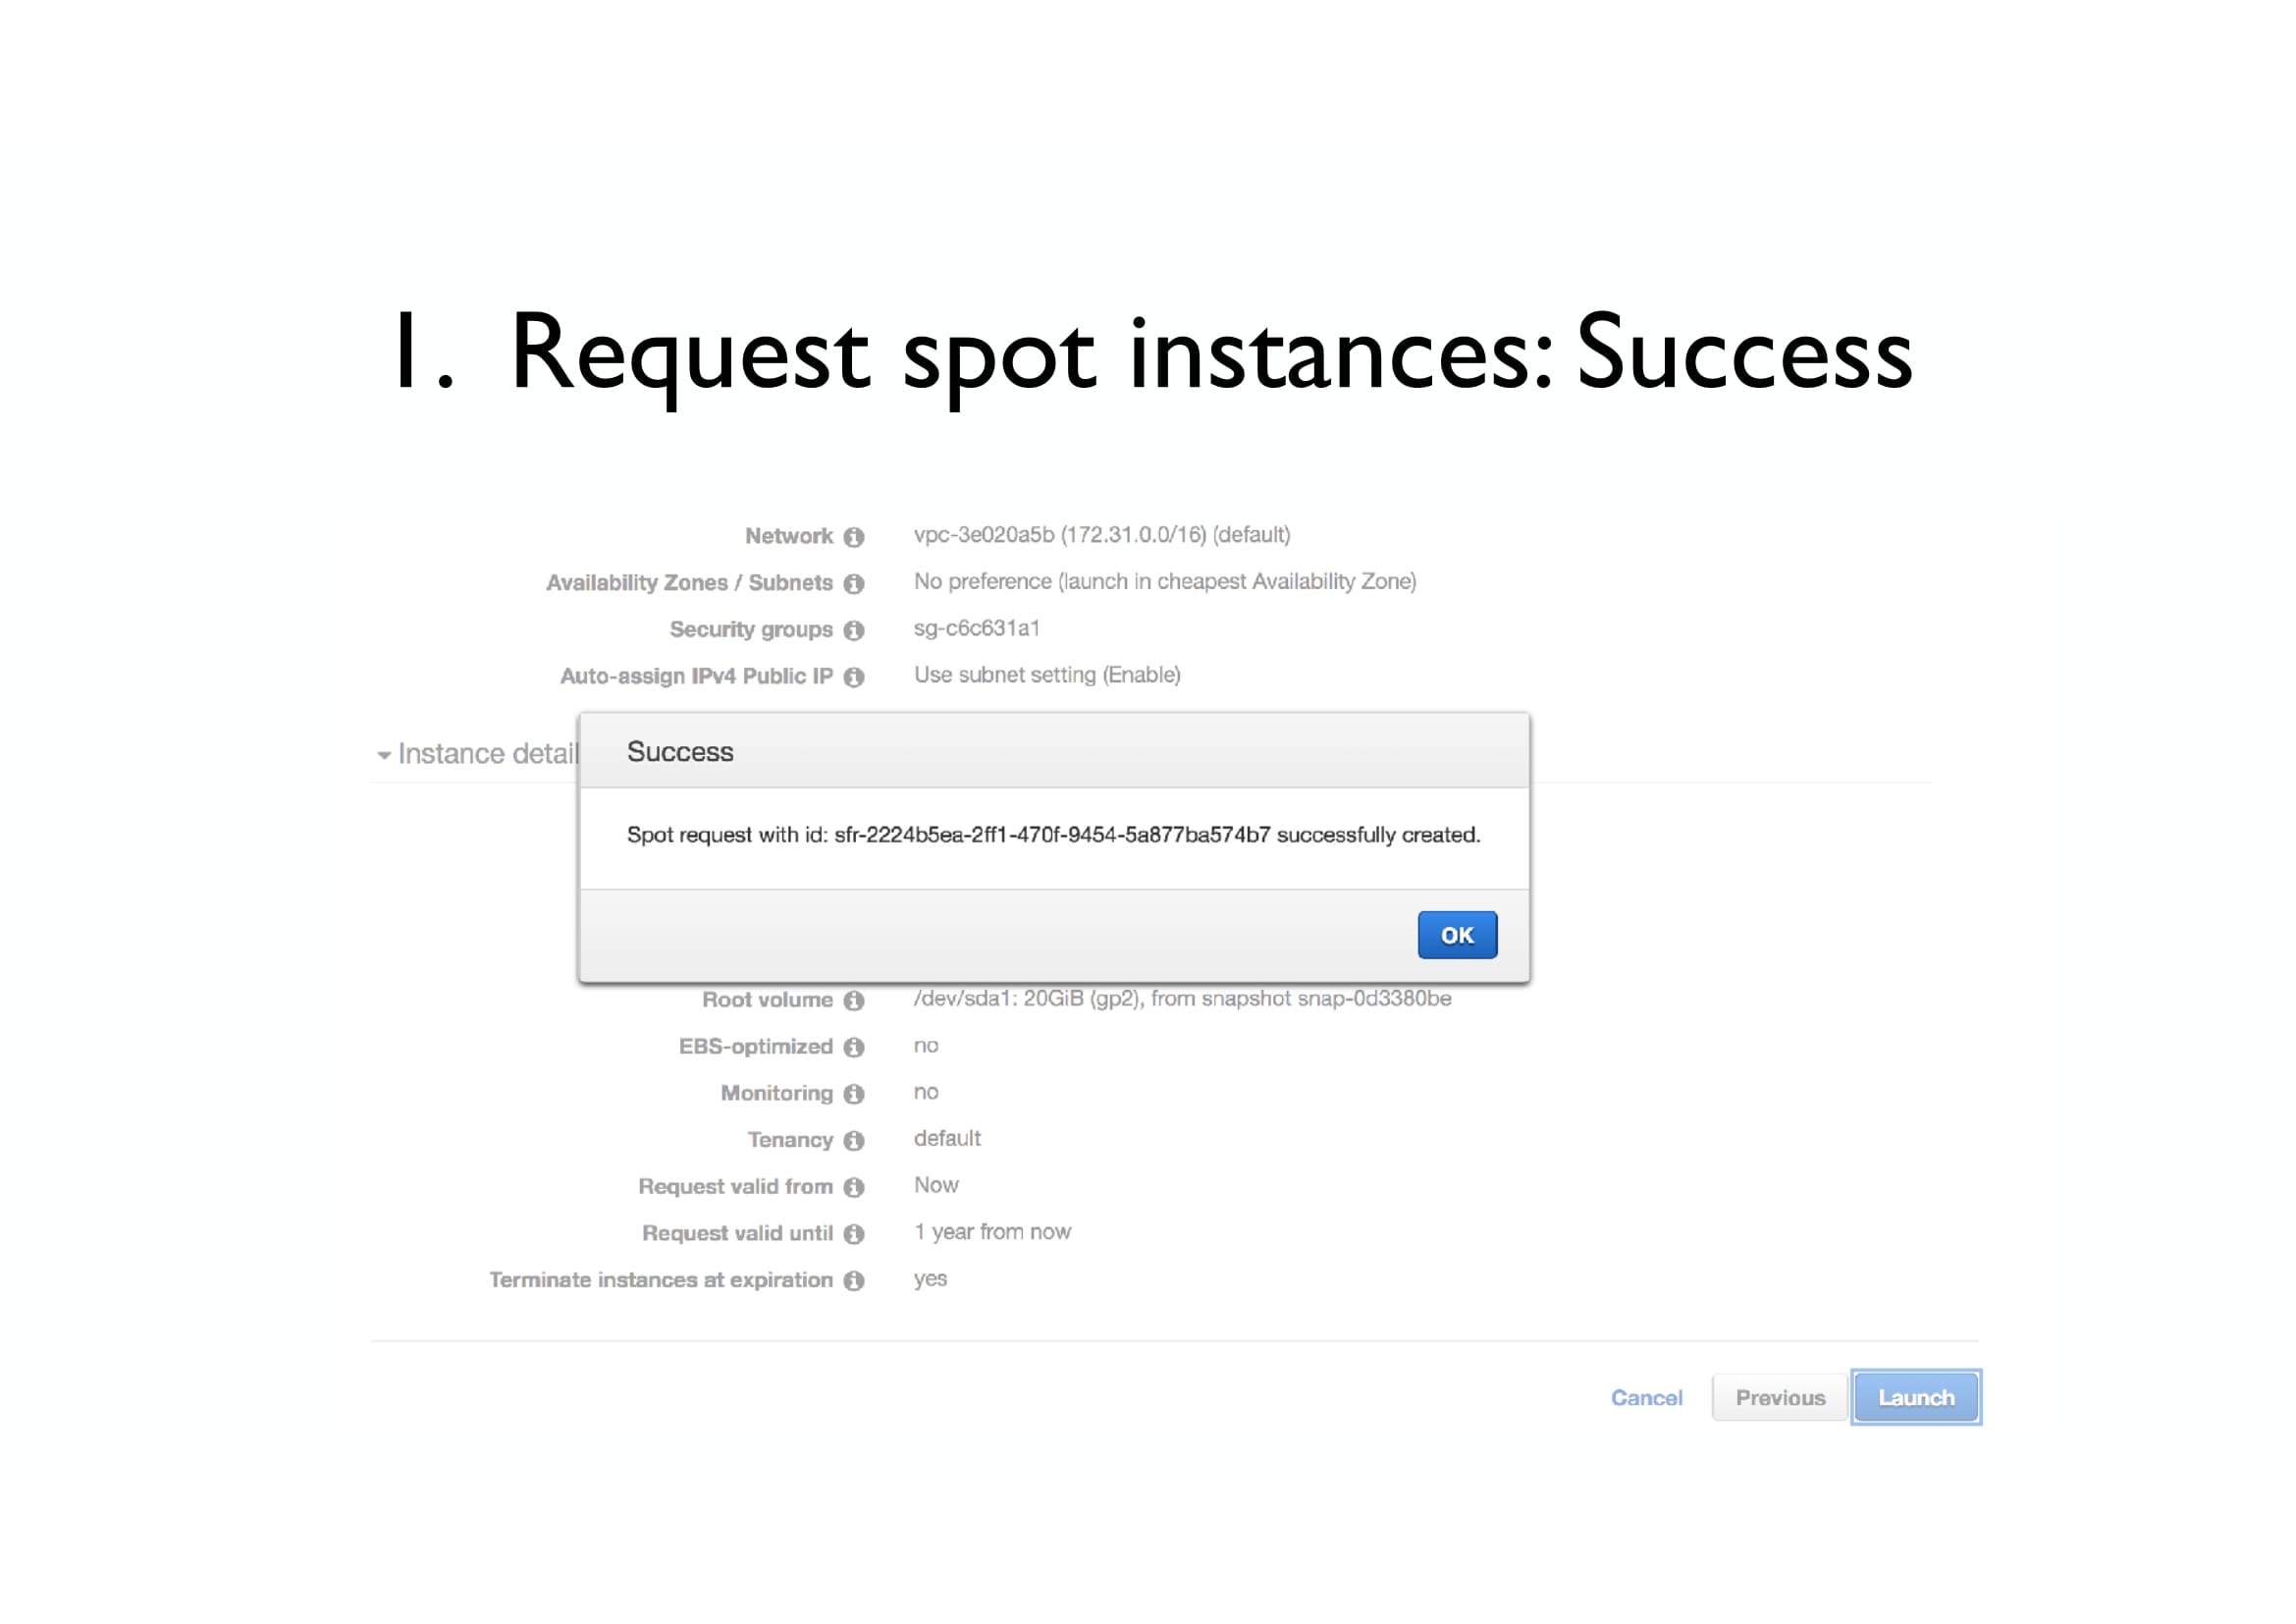 1. Request spot instances: Success
Network vpc-3e020a5b (172.31.0.0/16) (default)
Availability Zones / Subnets No preference (launch in cheapest Availability Zone)
Security groups sg-c6c631a1
Auto-assign IPv4 Public IP Use subnet setting (Enable)
Instance detail
Success
Spot request with id: sfr-2224b5ea-2ff1-470f-9454-5a877ba574b7 successfully created.
OK
Root volume /dev/sda1: 20GiB (gp2), from snapshot snap-0d3380be
EBS-optimized no
Monitoring no
Tenancy default
Request valid from Now
Request valid until 1 year from now
Terminate instances at expiration yes
Cancel Previous Launch